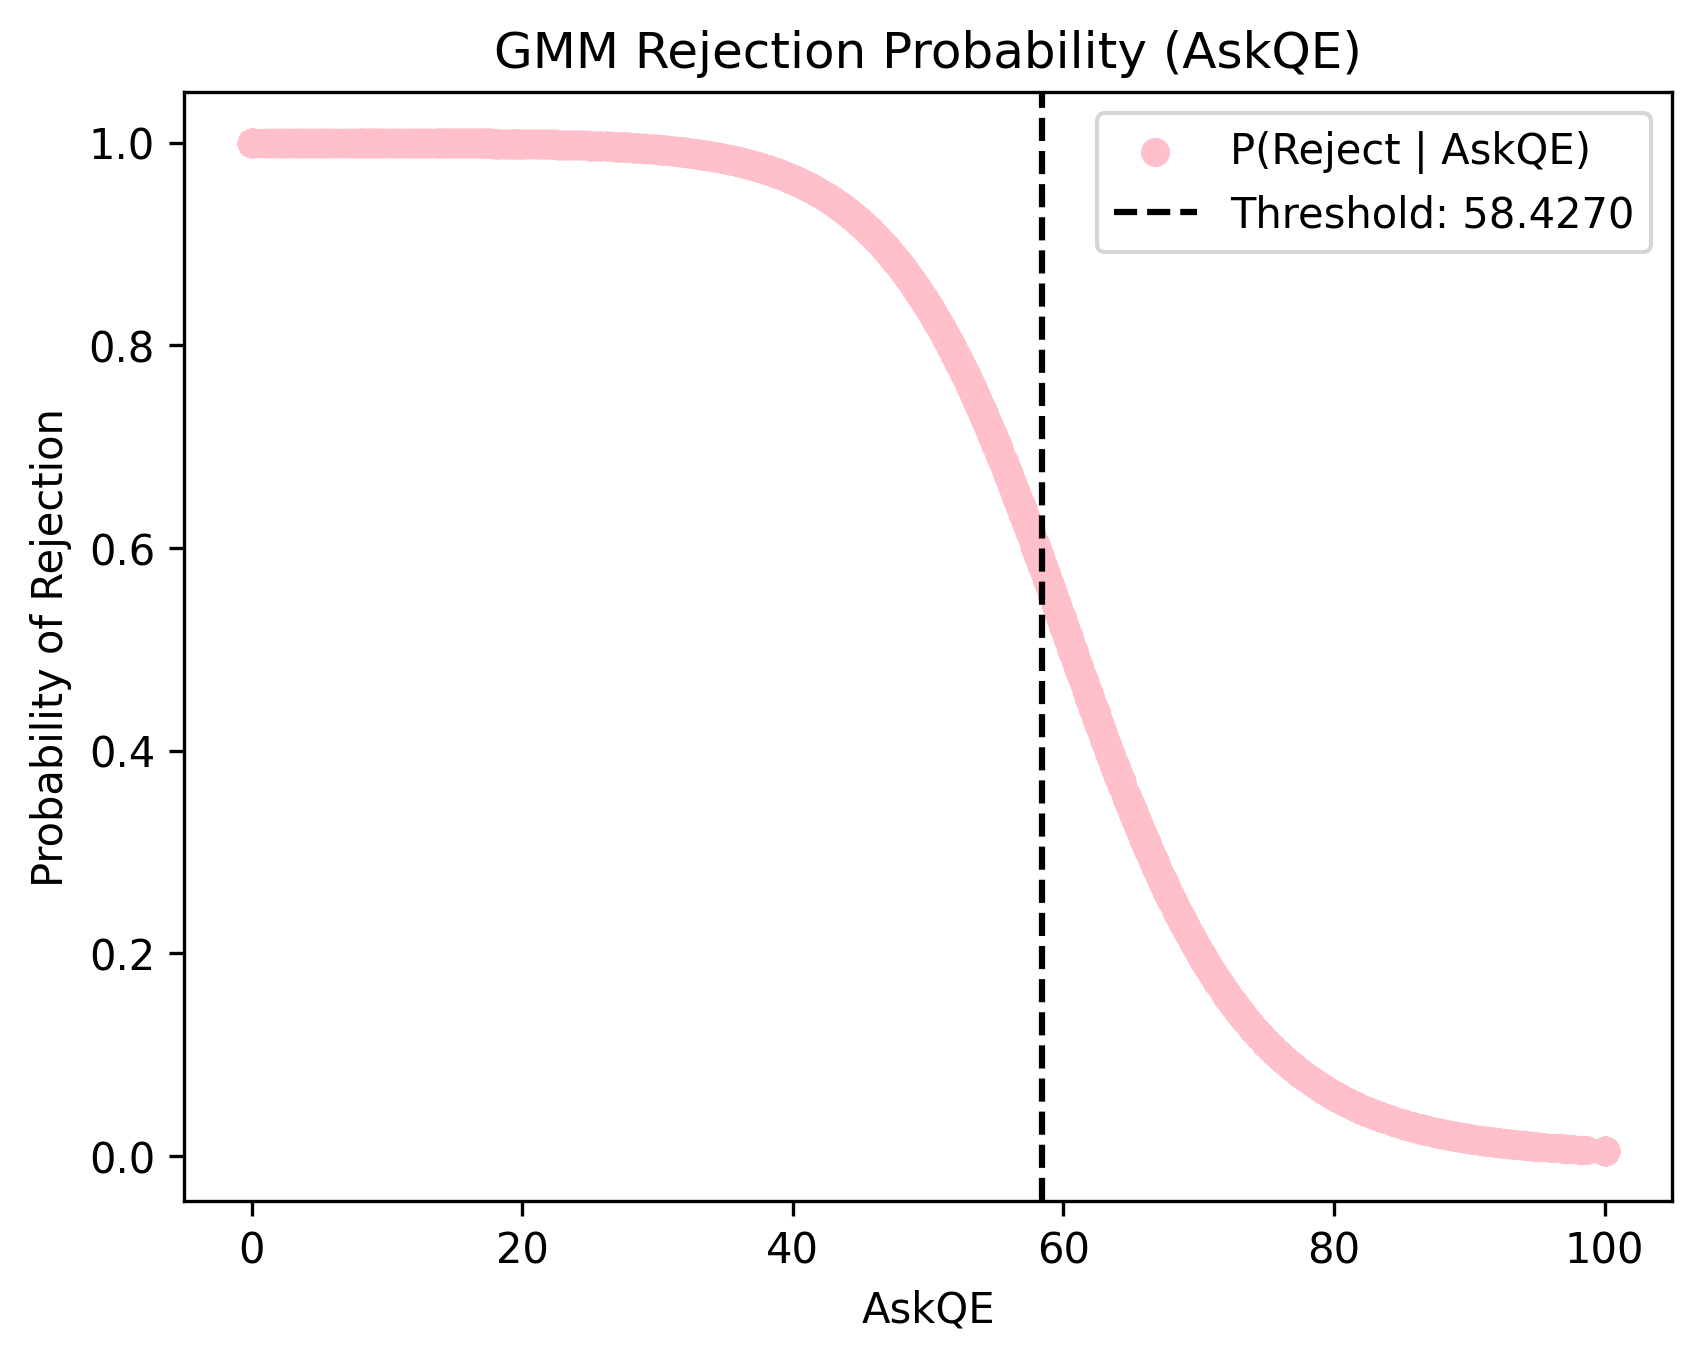 GMM Rejection Probability (AskQE)
P(Reject | AskQE)
Threshold: 58.4270
Probability of Rejection
1.0
0.8
0.6
0.4
0.2
0.0
0 20 40 60 80 100
AskQE